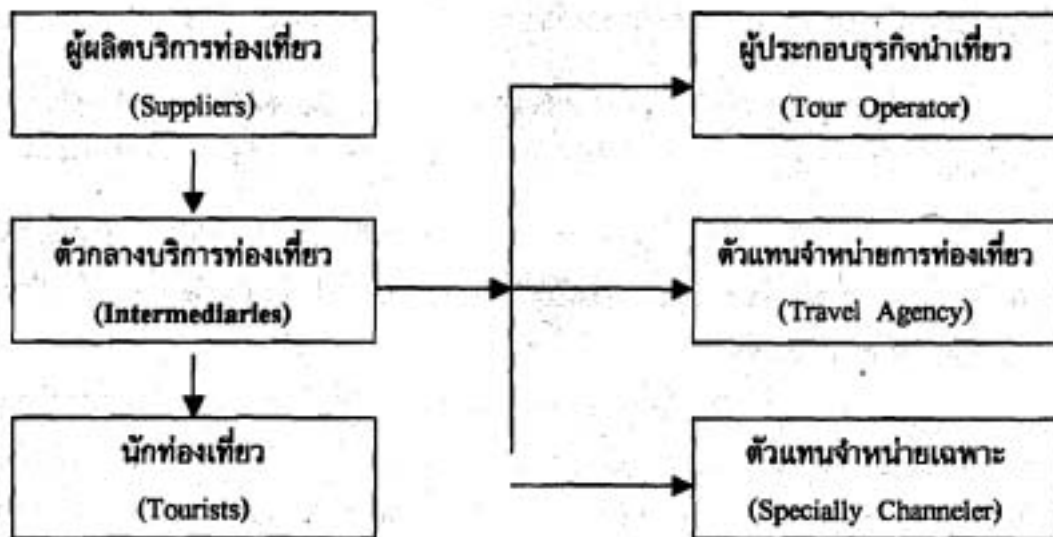 ผู้ผลิตบริการท่องเที่ยว
(Suppliers)
ตัวกลางบริการท่องเที่ยว
(Intermediaries)
นักท่องเที่ยว
(Tourists)
ผู้ประกอบธุรกิจนำเที่ยว
(Tour Operator)
ตัวแทนจำหน่ายการท่องเที่ยว
(Travel Agency)
ตัวแทนจำหน่ายเฉพาะ
(Specially Channeler)